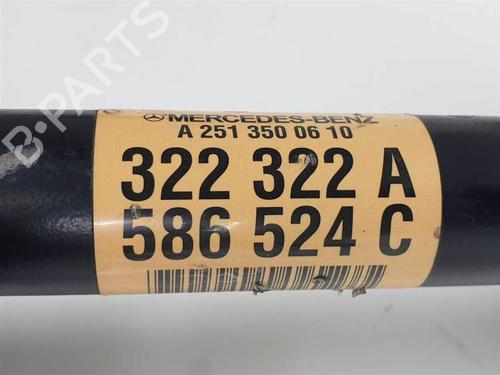 MERCEDES-BENZ
A 251 350 06 10
322 322 A
586 524 C
B-PARTS